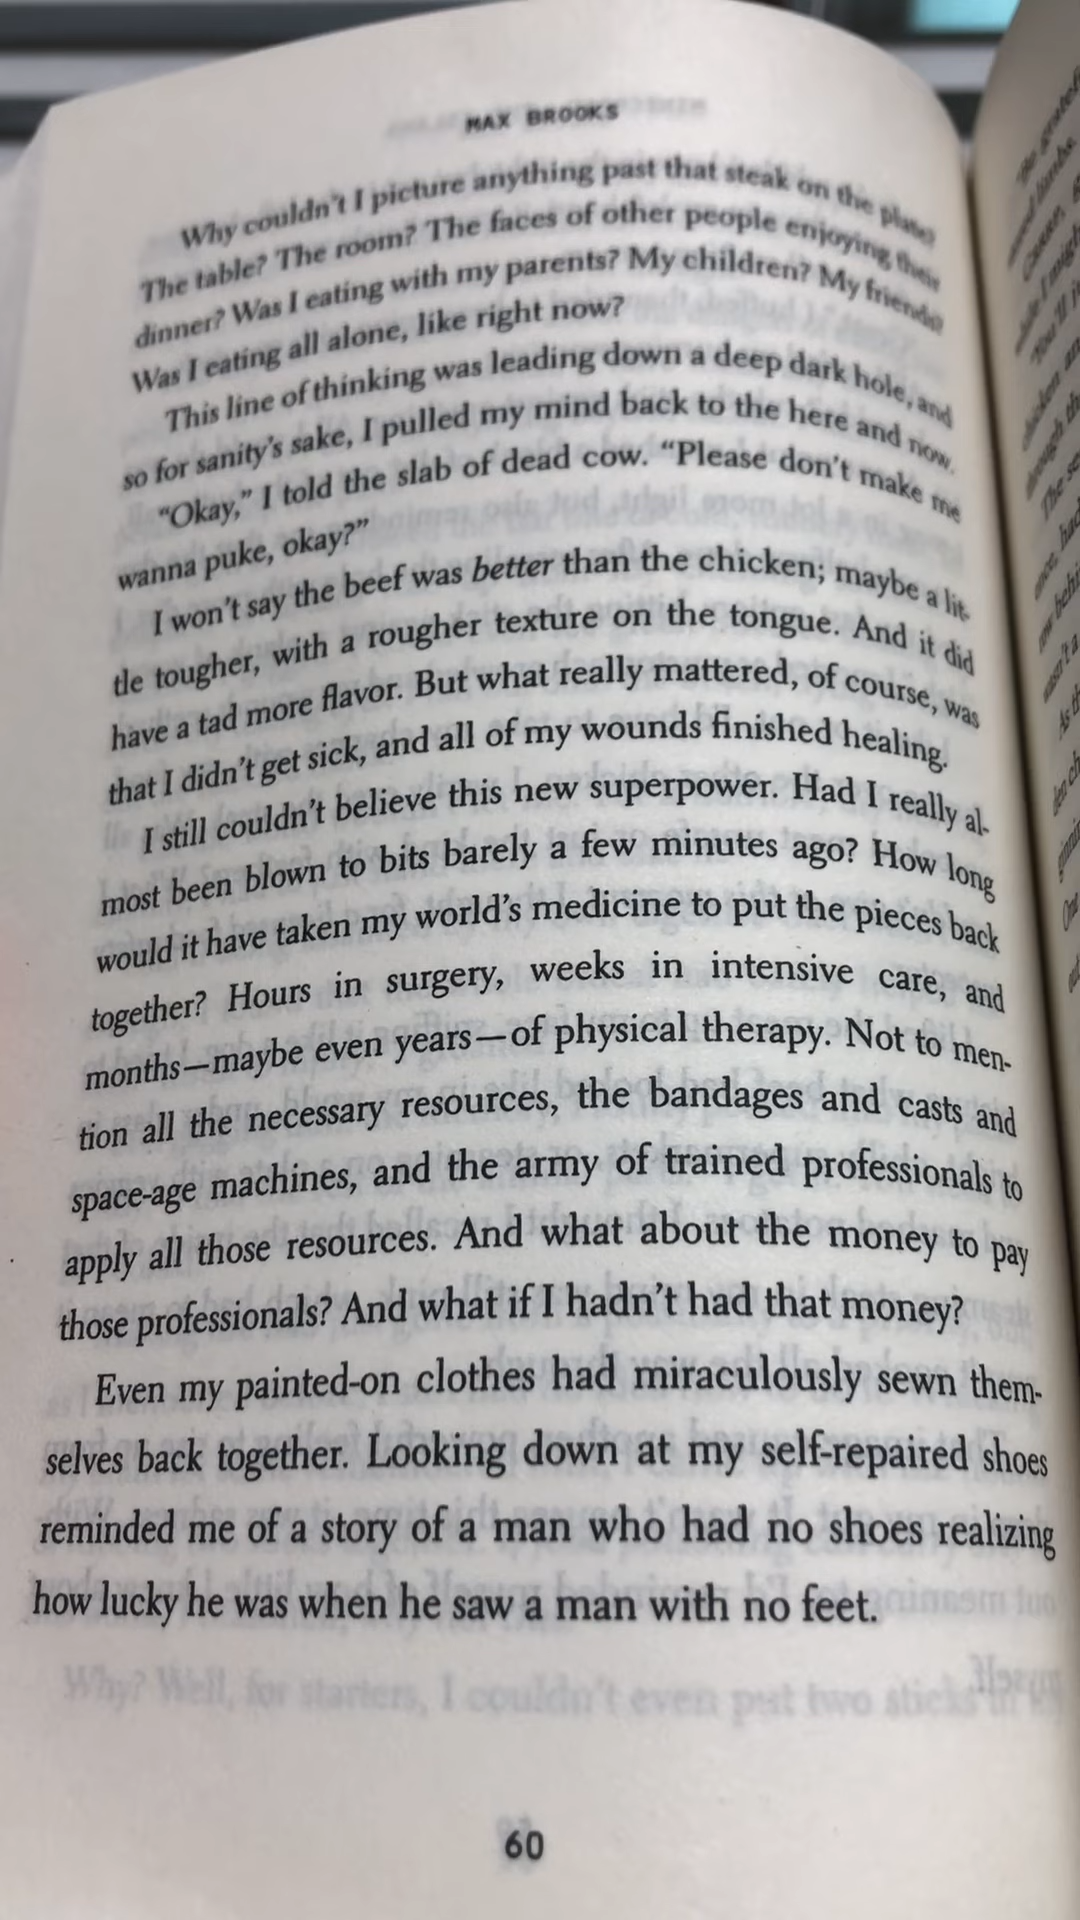 MAX BROOKS
Why couldn't I picture anything past that steak on the plate?
The table? The room? The faces of other people enjoying their
dinner? Was I eating with my parents? My children? My friends?
Was I eating all alone, like right now?
This line of thinking was leading down a deep dark hole, and
so for sanity's sake, I pulled my mind back to the here and now.
“Okay,” I told the slab of dead cow. “Please don't make me
wanna puke, okay?”
I won't say the beef was better than the chicken; maybe a lit-
tle tougher, with a rougher texture on the tongue. And it did
have a tad more flavor. But what really mattered, of course, was
that I didn't get sick, and all of my wounds finished healing.
I still couldn't believe this new superpower. Had I really al-
most been blown to bits barely a few minutes ago? How long
would it have taken my world's medicine to put the pieces back
together? Hours in surgery, weeks in intensive care, and
months—maybe even years—of physical therapy. Not to men-
tion all the necessary resources, the bandages and casts and
space-age machines, and the army of trained professionals to
apply all those resources. And what about the money to pay
those professionals? And what if I hadn't had that money?
Even my painted-on clothes had miraculously sewn them-
selves back together. Looking down at my self-repaired shoes
reminded me of a story of a man who had no shoes realizing
how lucky he was when he saw a man with no feet.
Why? Well, for starters, I couldn't even put two sticks
60